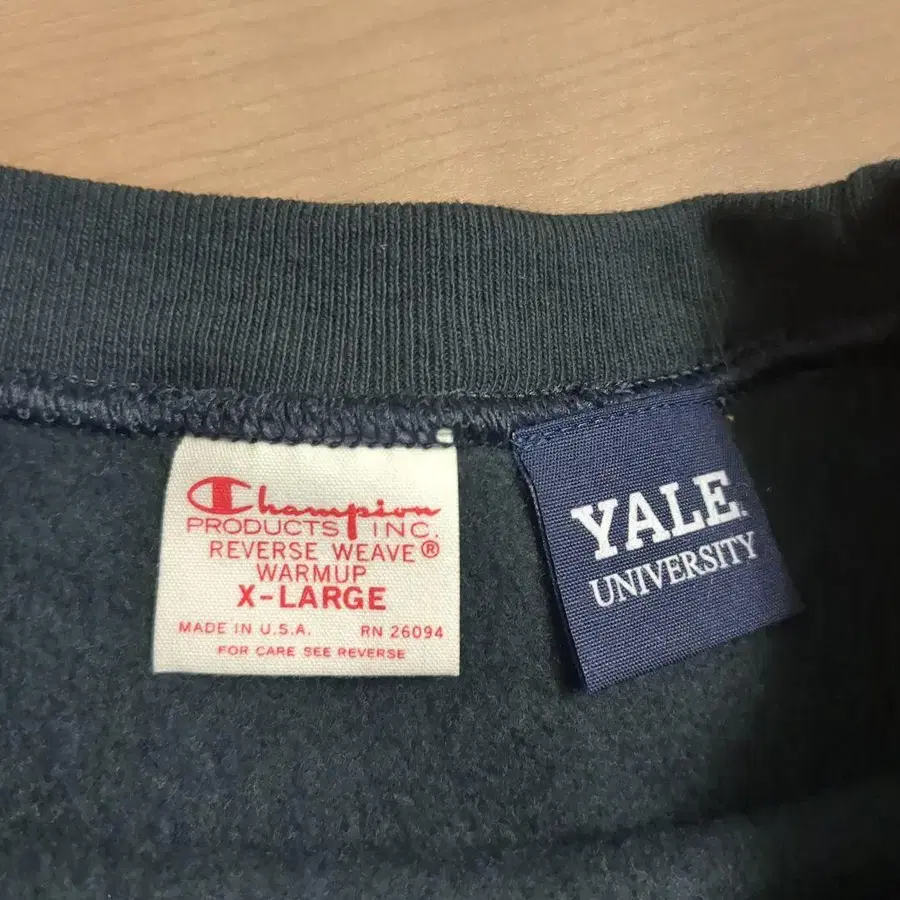 Champion
PRODUCTS INC.
REVERSE WEAVE®
WARMUP
X-LARGE
MADE IN U.S.A. RN 26094
FOR CARE SEE REVERSE
YALE.
UNIVERSITY